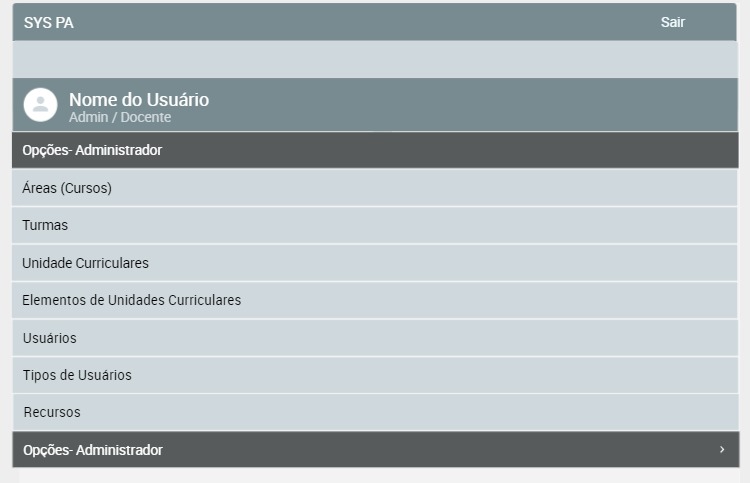 SYS PA Sair
Nome do Usuário
Admin / Docente
Opções- Administrador
Áreas (Cursos)
Turmas
Unidade Curriculares
Elementos de Unidades Curriculares
Usuários
Tipos de Usuários
Recursos
Opções- Administrador